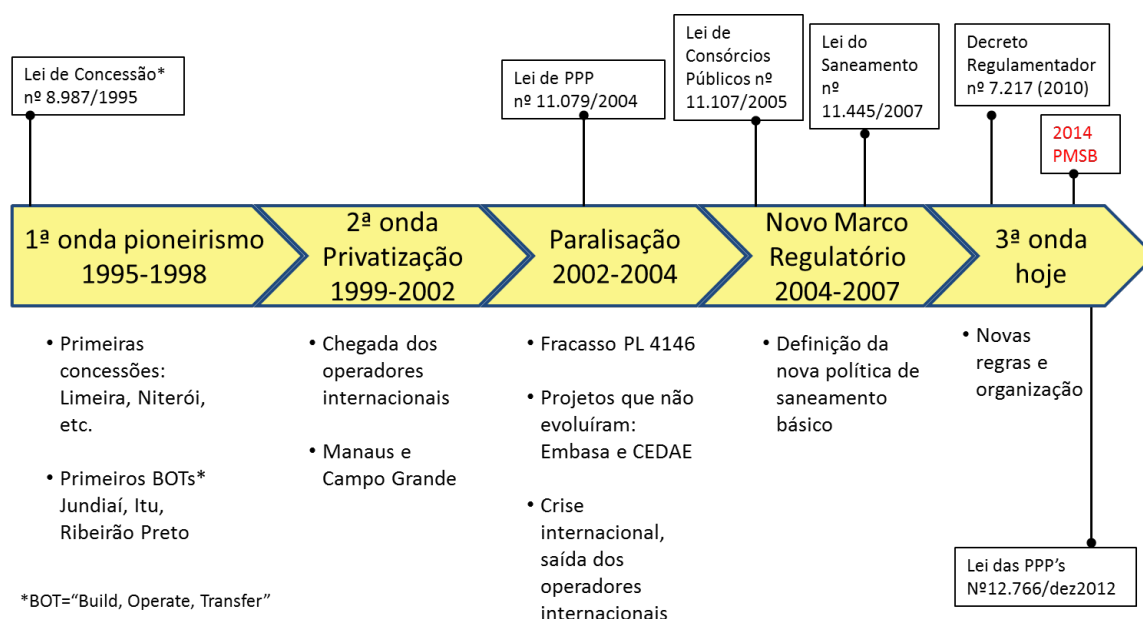 Lei de Concessão*
nº 8.987/1995
Lei de PPP
nº 11.079/2004
Lei de
Consórcios
Públicos nº
11.107/2005
Lei do
Saneamento
nº
11.445/2007
Decreto
Regulamentador
nº 7.217 (2010)
2014
PMSB
1ª onda pioneirismo
1995-1998
2ª onda
Privatização
1999-2002
Paralisação
2002-2004
Novo Marco
Regulatório
2004-2007
3ª onda
hoje
• Primeiras
concessões:
Limeira, Niterói,
etc.
• Primeiros BOTs*
Jundiaí, Itu,
Ribeirão Preto
• Chegada dos
operadores
internacionais
• Manaus e
Campo Grande
• Fracasso PL 4146
• Projetos que não
evoluíram:
Embasa e CEDAE
• Crise
internacional,
saída dos
operadores
internacionais
• Definição da
nova política de
saneamento
básico
• Novas
regras e
organização
Lei das PPP’s
Nº12.766/dez2012
*BOT=“Build, Operate, Transfer”